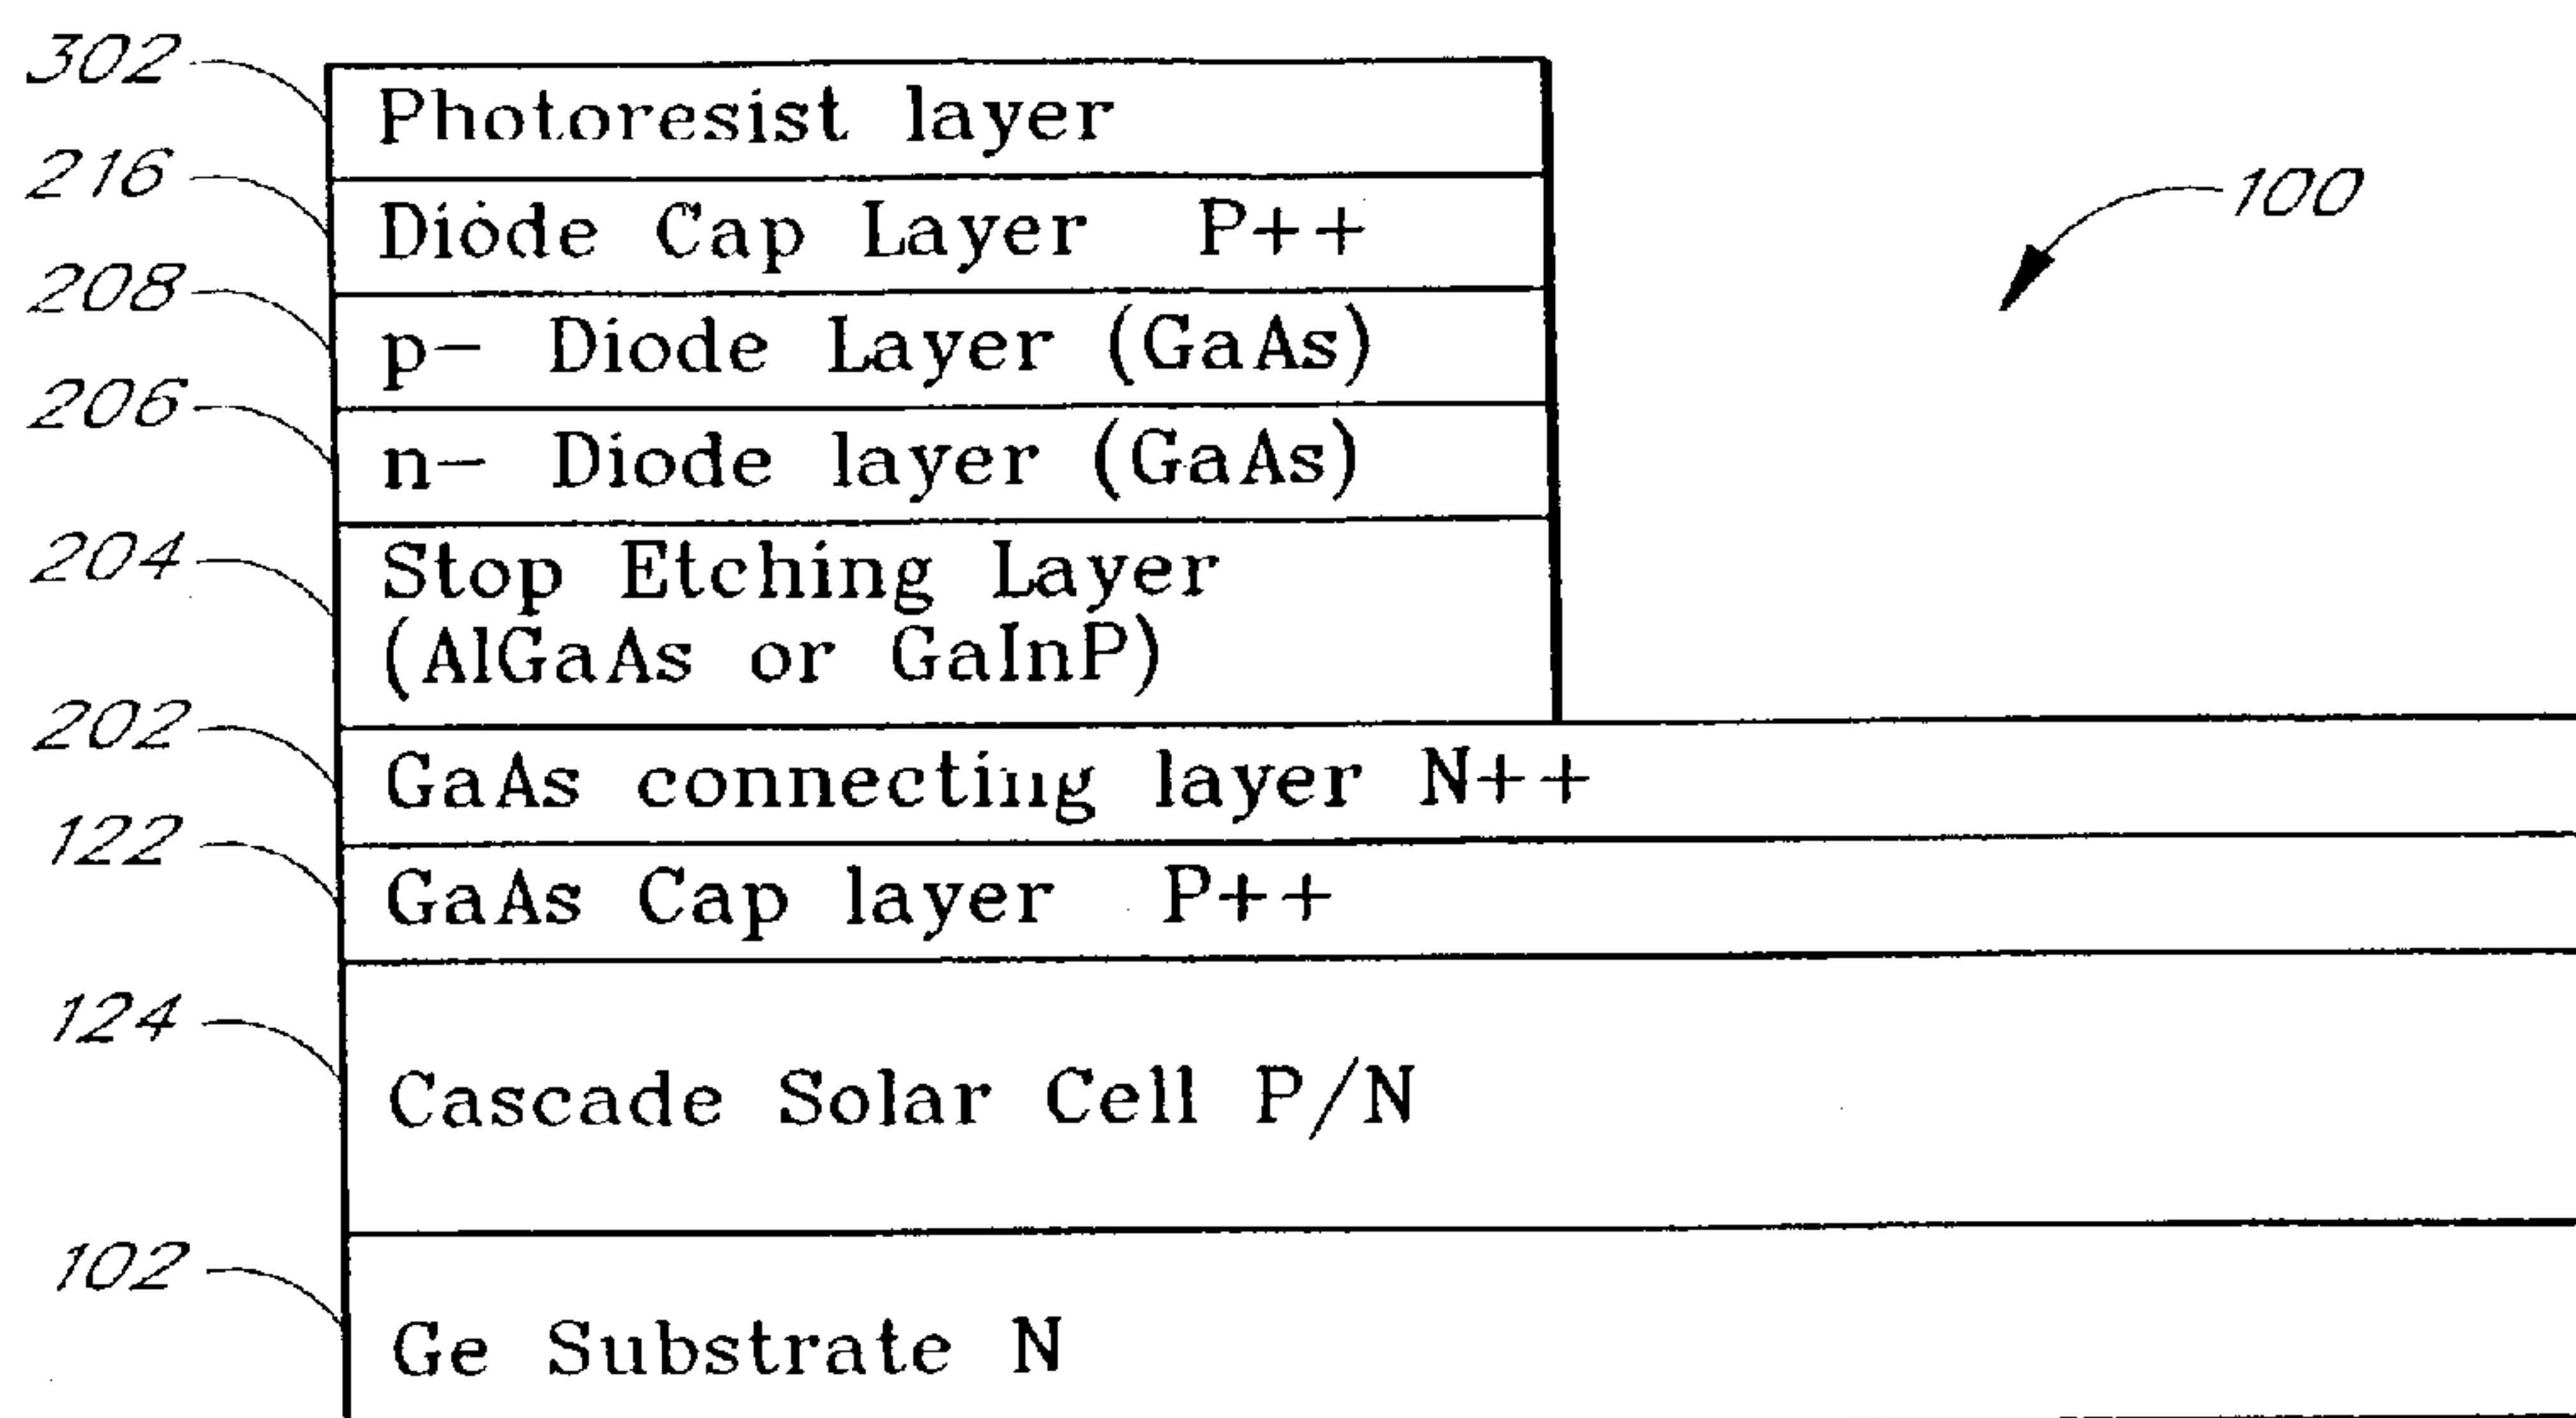 302
Photoresist layer
216
Diode Cap Layer P++
100
208
p- Diode Layer (GaAs)
206
n- Diode layer (GaAs)
204
Stop Etching Layer
(AlGaAs or GaInP)
202
GaAs connecting layer N++
122
GaAs Cap layer P++
124
Cascade Solar Cell P/N
102
Ge Substrate N